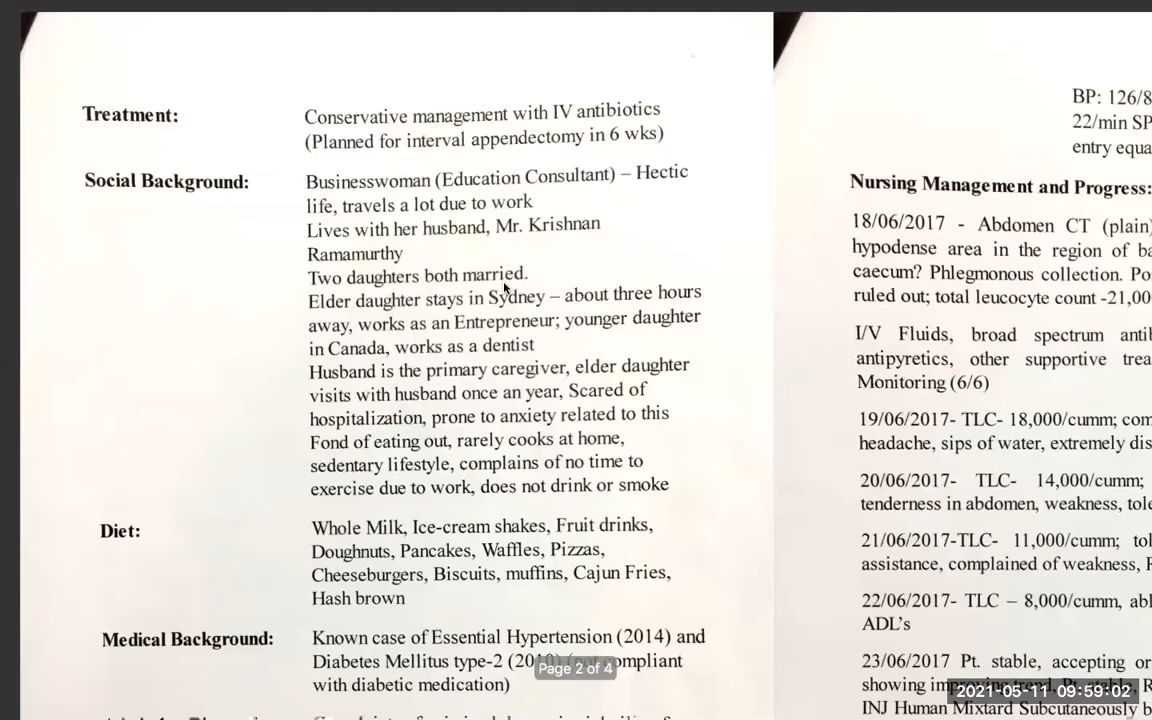 Treatment:
Conservative management with IV antibiotics
(Planned for interval appendectomy in 6 wks)
Social Background:
Businesswoman (Education Consultant) – Hectic
life, travels a lot due to work
Lives with her husband, Mr. Krishnan
Ramamurthy
Two daughters both married.
Elder daughter stays in Sydney – about three hours
away, works as an Entrepreneur; younger daughter
in Canada, works as a dentist
Husband is the primary caregiver, elder daughter
visits with husband once an year, Scared of
hospitalization, prone to anxiety related to this
Fond of eating out, rarely cooks at home,
sedentary lifestyle, complains of no time to
exercise due to work, does not drink or smoke
Diet:
Whole Milk, Ice-cream shakes, Fruit drinks,
Doughnuts, Pancakes, Waffles, Pizzas,
Cheeseburgers, Biscuits, muffins, Cajun Fries,
Hash brown
Medical Background:
Known case of Essential Hypertension (2014) and
Diabetes Mellitus type-2 compliant
with diabetic medication)
Page 2 of 4
BP: 126/8
22/min SP
entry equa
Nursing Management and Progress:
18/06/2017 - Abdomen CT (plain)
hypodense area in the region of ba
caecum? Phlegmonous collection. Po
ruled out; total leucocyte count -21,00
I/V Fluids, broad spectrum antib
antipyretics, other supportive trea
Monitoring (6/6)
19/06/2017- TLC- 18,000/cumm; com
headache, sips of water, extremely dis
20/06/2017- TLC- 14,000/cumm;
tenderness in abdomen, weakness, tole
21/06/2017-TLC- 11,000/cumm; tol
assistance, complained of weakness, F
22/06/2017- TLC – 8,000/cumm, abl
ADL's
23/06/2017 Pt. stable, accepting or
showing improving trend, Pt. stable, R
INJ Human Mixtard Subcutaneously b
2021-05-11 09:59:02